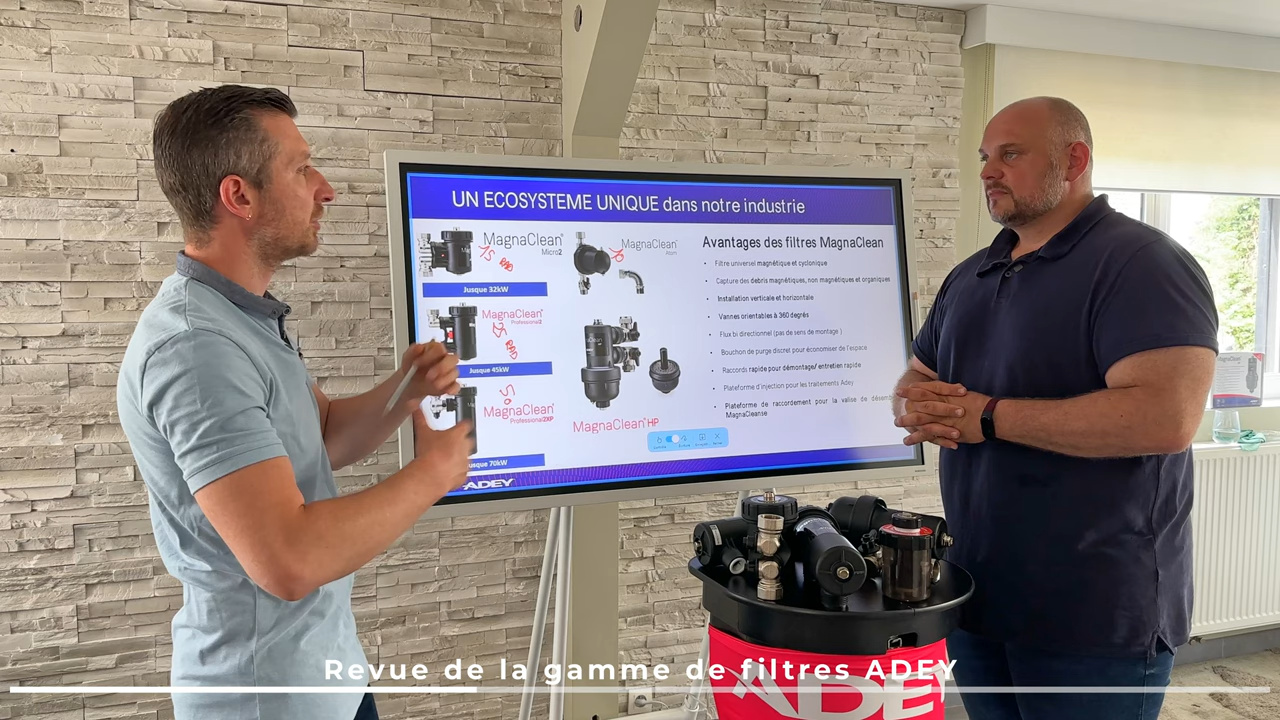 UN ECOSYSTEME UNIQUE dans notre industrie
MagnaClean®
Micro2
Jusque 32kW
MagnaClean®
Professional2
Jusque 45kW
MagnaClean®
Professional2XP
Jusque 70kW
MagnaClean®
Atom
MagnaClean® HP
Avantages des filtres MagnaClean
• Filtre universel magnétique et cyclonique
• Capture des debris magnétiques, non magnétiques et organiques
• Installation verticale et horizontale
• Vannes orientables à 360 degrés
• Flux bi directionnel (pas de sens de montage )
• Bouchon de purge discret pour économiser de l'espace
• Raccords rapide pour démontage/ entretien rapide
• Plateforme d'injection pour les traitements Adey
• Plateforme de raccordement pour la valise de
MagnaCleanse
ADEY
Revue de la gamme de filtres ADEY
ADEY